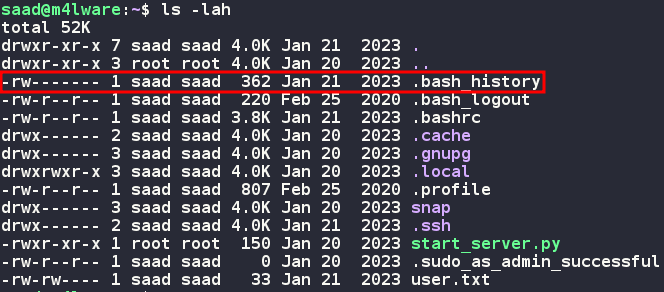 saad@m4lware:~$ ls -lah
total 52K
drwxr-xr-x 7 saad saad 4.0K Jan 21  2023 .
drwxr-xr-x 3 root root 4.0K Jan 20  2023 ..
-rw------- 1 saad saad  362 Jan 21  2023 .bash_history
-rw-r--r-- 1 saad saad  220 Feb 25  2020 .bash_logout
-rw-r--r-- 1 saad saad 3.8K Jan 21  2023 .bashrc
drwx------ 2 saad saad 4.0K Jan 20  2023 .cache
drwx------ 3 saad saad 4.0K Jan 20  2023 .gnupg
drwxrwxr-x 3 saad saad 4.0K Jan 20  2023 .local
-rw-r--r-- 1 saad saad  807 Feb 25  2020 .profile
drwx------ 3 saad saad 4.0K Jan 20  2023 snap
drwx------ 2 saad saad 4.0K Jan 21  2023 .ssh
-rwxr-xr-x 1 root root  150 Jan 20  2023 start_server.py
-rw-r--r-- 1 saad saad    0 Jan 20  2023 .sudo_as_admin_successful
-rw-rw---- 1 saad saad   33 Jan 21  2023 user.txt